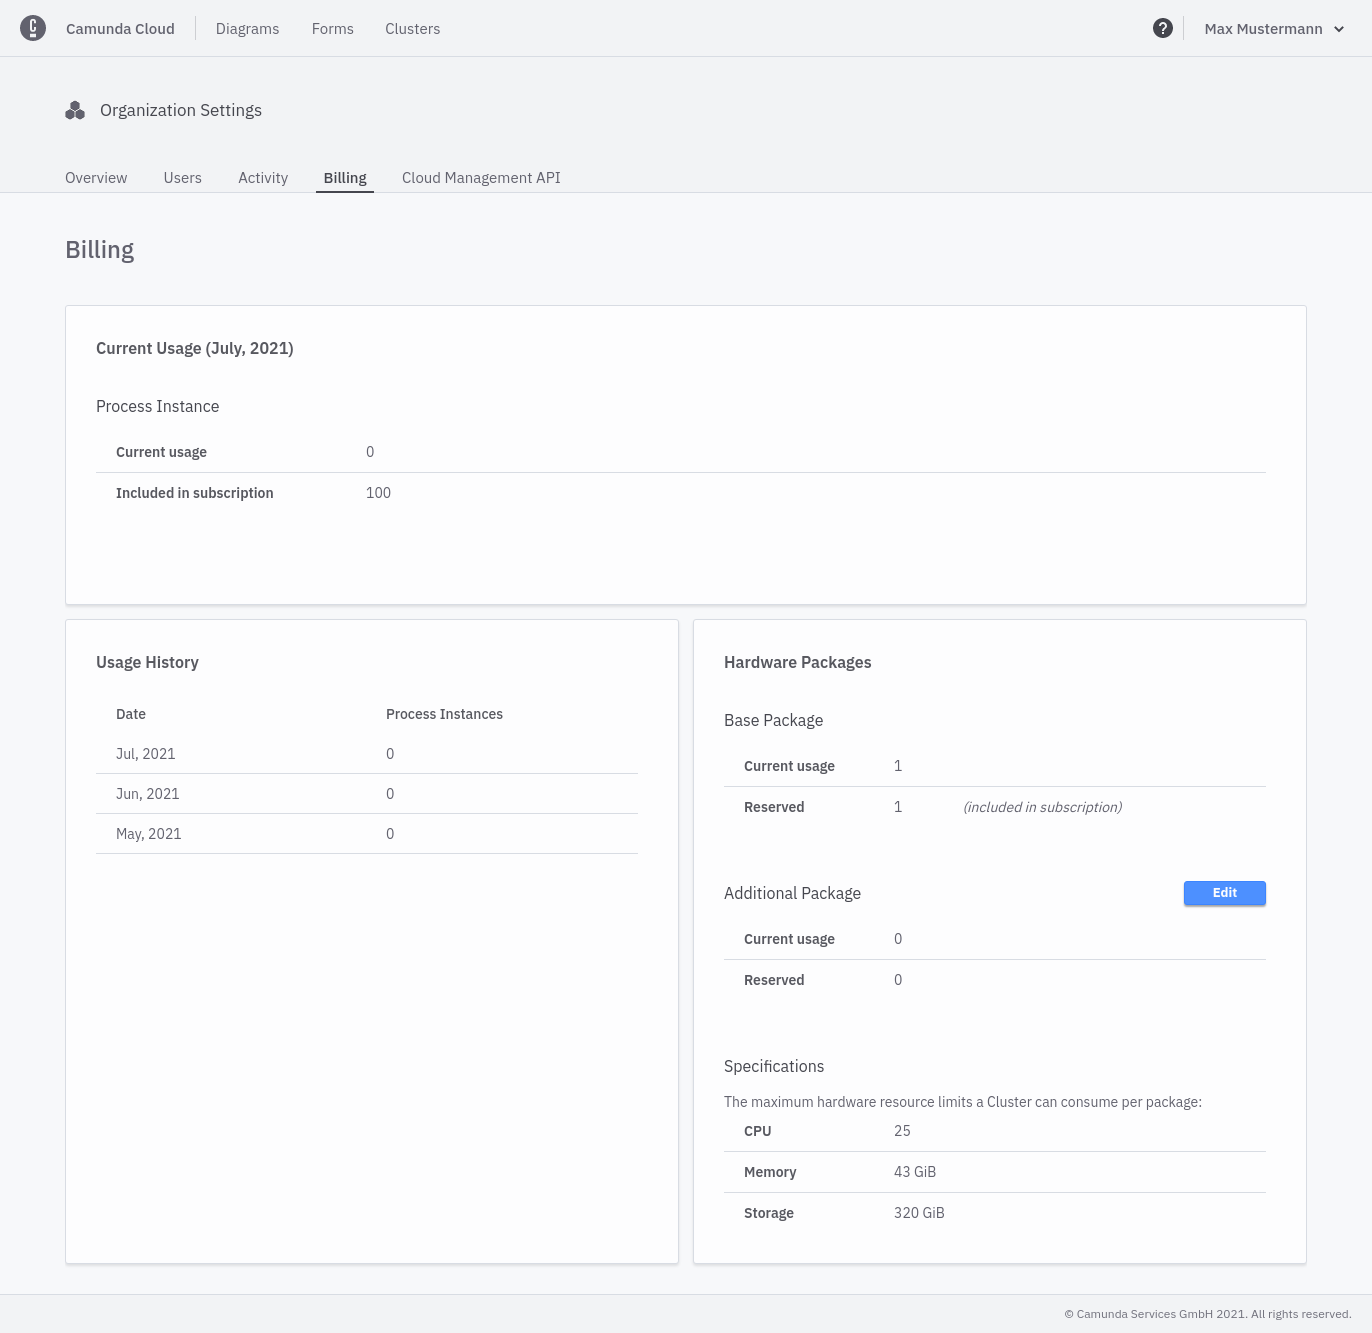 Camunda Cloud Diagrams Forms Clusters ? Max Mustermann
Organization Settings
Overview Users Activity Billing Cloud Management API
Billing
Current Usage (July, 2021)
Process Instance
Current usage 0
Included in subscription 100
Usage History
Date Process Instances
Jul, 2021 0
Jun, 2021 0
May, 2021 0
Hardware Packages
Base Package
Current usage 1
Reserved 1 (included in subscription)
Additional Package Edit
Current usage 0
Reserved 0
Specifications
The maximum hardware resource limits a Cluster can consume per package:
CPU 25
Memory 43 GiB
Storage 320 GiB
© Camunda Services GmbH 2021. All rights reserved.